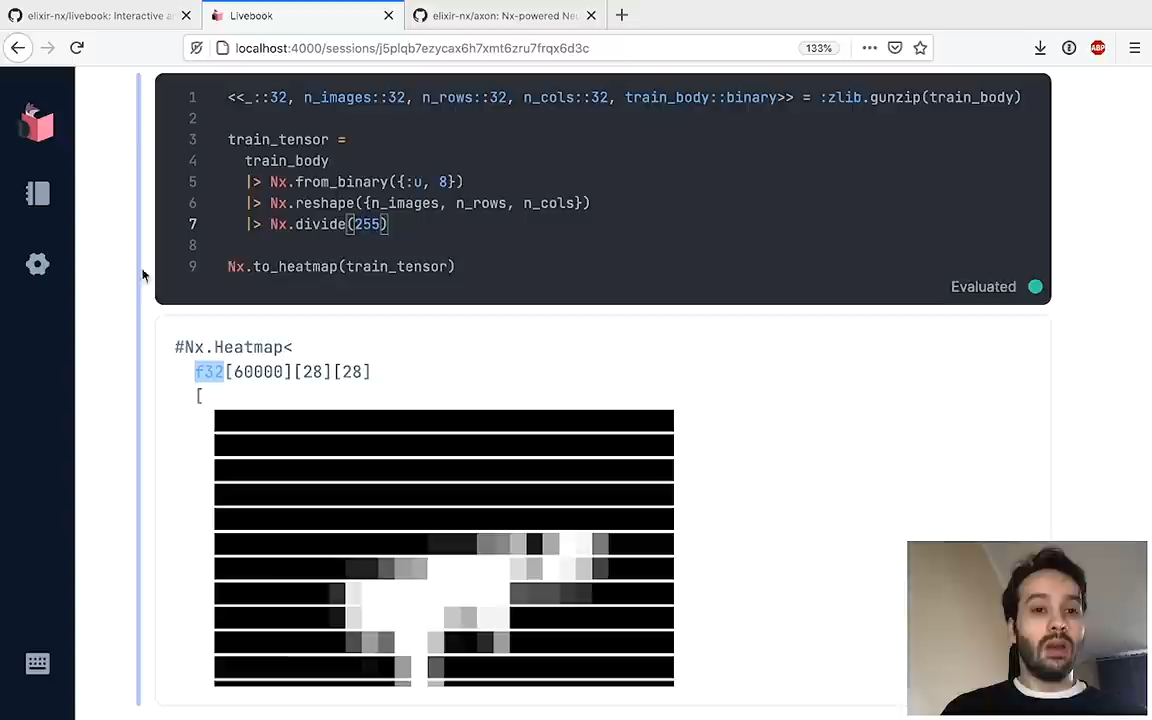 elixir-nx/livebook: Interactive a
Livebook
elixir-nx/axon: Nx-powered Ne
localhost:4000/sessions/j5plqb7ezycax6h7xmt6zru7frqx6d3c
133%
ABP
1 <<_::32, n_images::32, n_rows::32, n_cols::32, train_body::binary>> = :zlib.gunzip(train_body)
2
3 train_tensor =
4 train_body
5 |> Nx.from_binary({:u, 8})
6 |> Nx.reshape({n_images, n_rows, n_cols})
7 |> Nx.divide(255)
8
9 Nx.to_heatmap(train_tensor)
Evaluated
#Nx.Heatmap<
f32[60000][28][28]
[